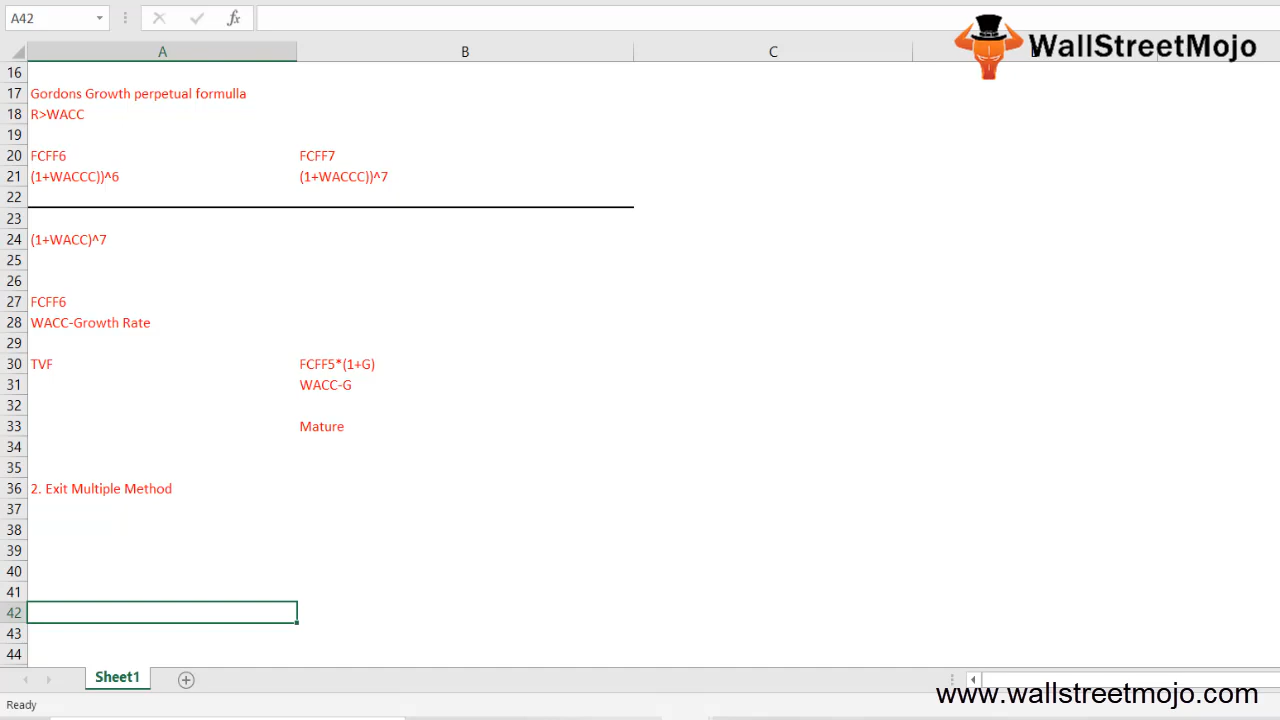 A42
fx
WallStreetMojo
A B C D
16
17 Gordons Growth perpetual formulla
18 R>WACC
19
20 FCFF6 FCFF7
21 (1+WACCC))^6 (1+WACCC))^7
22
23
24 (1+WACC)^7
25
26
27 FCFF6
28 WACC-Growth Rate
29
30 TVF FCFF5*(1+G)
31 WACC-G
32
33 Mature
34
35
36 2. Exit Multiple Method
37
38
39
40
41
42
43
44
Sheet1
www.wallstreetmojo.com
Ready